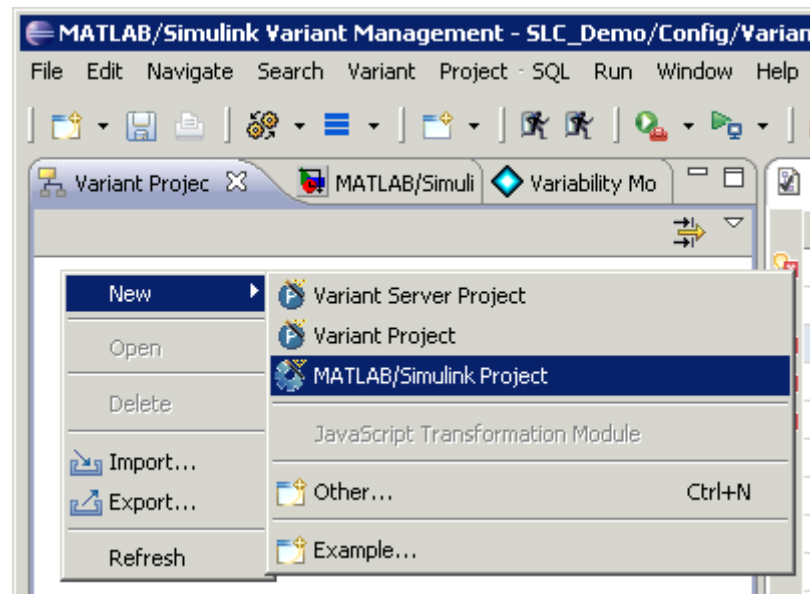 MATLAB/Simulink Variant Management - SLC_Demo/Config/Varian
File Edit Navigate Search Variant Project SQL Run Window Help
Variant Projec MATLAB/Simuli Variability Mo
New
Open
Delete
Import...
Export...
Refresh
Variant Server Project
Variant Project
MATLAB/Simulink Project
JavaScript Transformation Module
Other... Ctrl+N
Example...